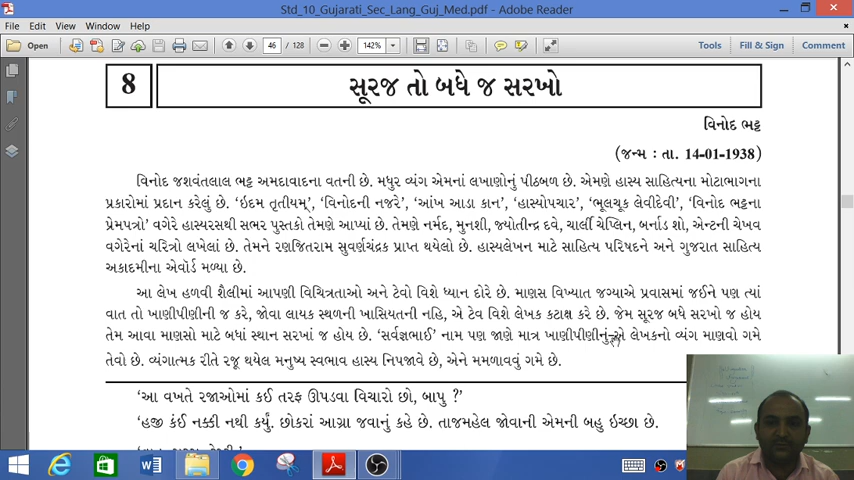 Std_10_Gujarati_Sec_Lang_Guj_Med.pdf - Adobe Reader
File Edit View Window Help
Open 46 / 128 142% Tools Fill & Sign Comment
8 સૂરજ તો બધે જ સરખો
વિનોદ ભટ્ટ
(જન્મ : તા. 14-01-1938)
વિનોદ જશવંતલાલ ભટ્ટ અમદાવાદના વતની છે. મધુર વ્યંગ એમનાં લખાણોનું પીઠબળ છે. એમણે હાસ્ય સાહિત્યના મોટાભાગના
પ્રકારોમાં પ્રદાન કરેલું છે. ‘ઇદમ તૃતીયમ્’, ‘વિનોદની નજરે’, ‘આંખ આડા કાન’, ‘હાસ્યોપચાર’, ‘ભૂલચૂક લેવીદેવી’, ‘વિનોદ ભટ્ટના
પ્રેમપત્રો’ વગેરે હાસ્યરસથી સભર પુસ્તકો તેમણે આપ્યાં છે. તેમણે નર્મદ, મુનશી, જ્યોતીન્દ્ર દવે, ચાર્લી ચેપ્લિન, બર્નાડ શો, એન્ટની ચેખવ
વગેરેનાં ચરિત્રો લખેલાં છે. તેમને રણજિતરામ સુવર્ણચંદ્રક પ્રાપ્ત થયેલો છે. હાસ્યલેખન માટે સાહિત્ય પરિષદને અને ગુજરાત સાહિત્ય
અકાદમીના એવૉર્ડ મળ્યા છે.
આ લેખ હળવી શૈલીમાં આપણી વિચિત્રતાઓ અને ટેવો વિશે ધ્યાન દોરે છે. માણસ વિખ્યાત જગ્યાએ પ્રવાસમાં જઈને પણ ત્યાં
વાત તો ખાણીપીણીની જ કરે, જોવા લાયક સ્થળની ખાસિયતની નહિ, એ ટેવ વિશે લેખક કટાક્ષ કરે છે. જેમ સૂરજ બધે સરખો જ હોય
તેમ આવા માણસો માટે બધાં સ્થાન સરખાં જ હોય છે. ‘સર્વજ્ઞભાઈ’ નામ પણ જાણે માત્ર ખાણીપીણીનું-એ લેખકનો વ્યંગ માણવો ગમે
તેવો છે. વ્યંગાત્મક રીતે રજૂ થયેલ મનુષ્ય સ્વભાવ હાસ્ય નિપજાવે છે, એને મમળાવવું ગમે છે.
‘આ વખતે રજાઓમાં કઈ તરફ ઊપડવા વિચારો છો, બાપુ ?’
‘હજી કંઈ નક્કી નથી કર્યું. છોકરાં આગ્રા જવાનું કહે છે. તાજમહેલ જોવાની એમની બહુ ઇચ્છા છે.